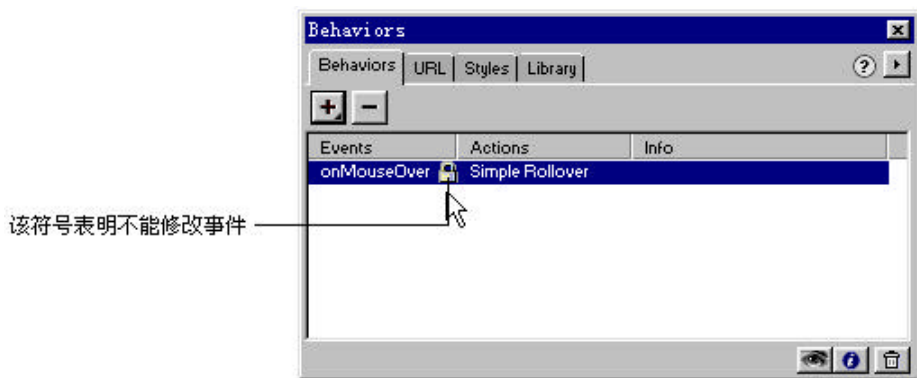 Behaviors
Behaviors URL Styles Library
Events Actions Info
onMouseOver Simple Rollover
该符号表明不能修改事件